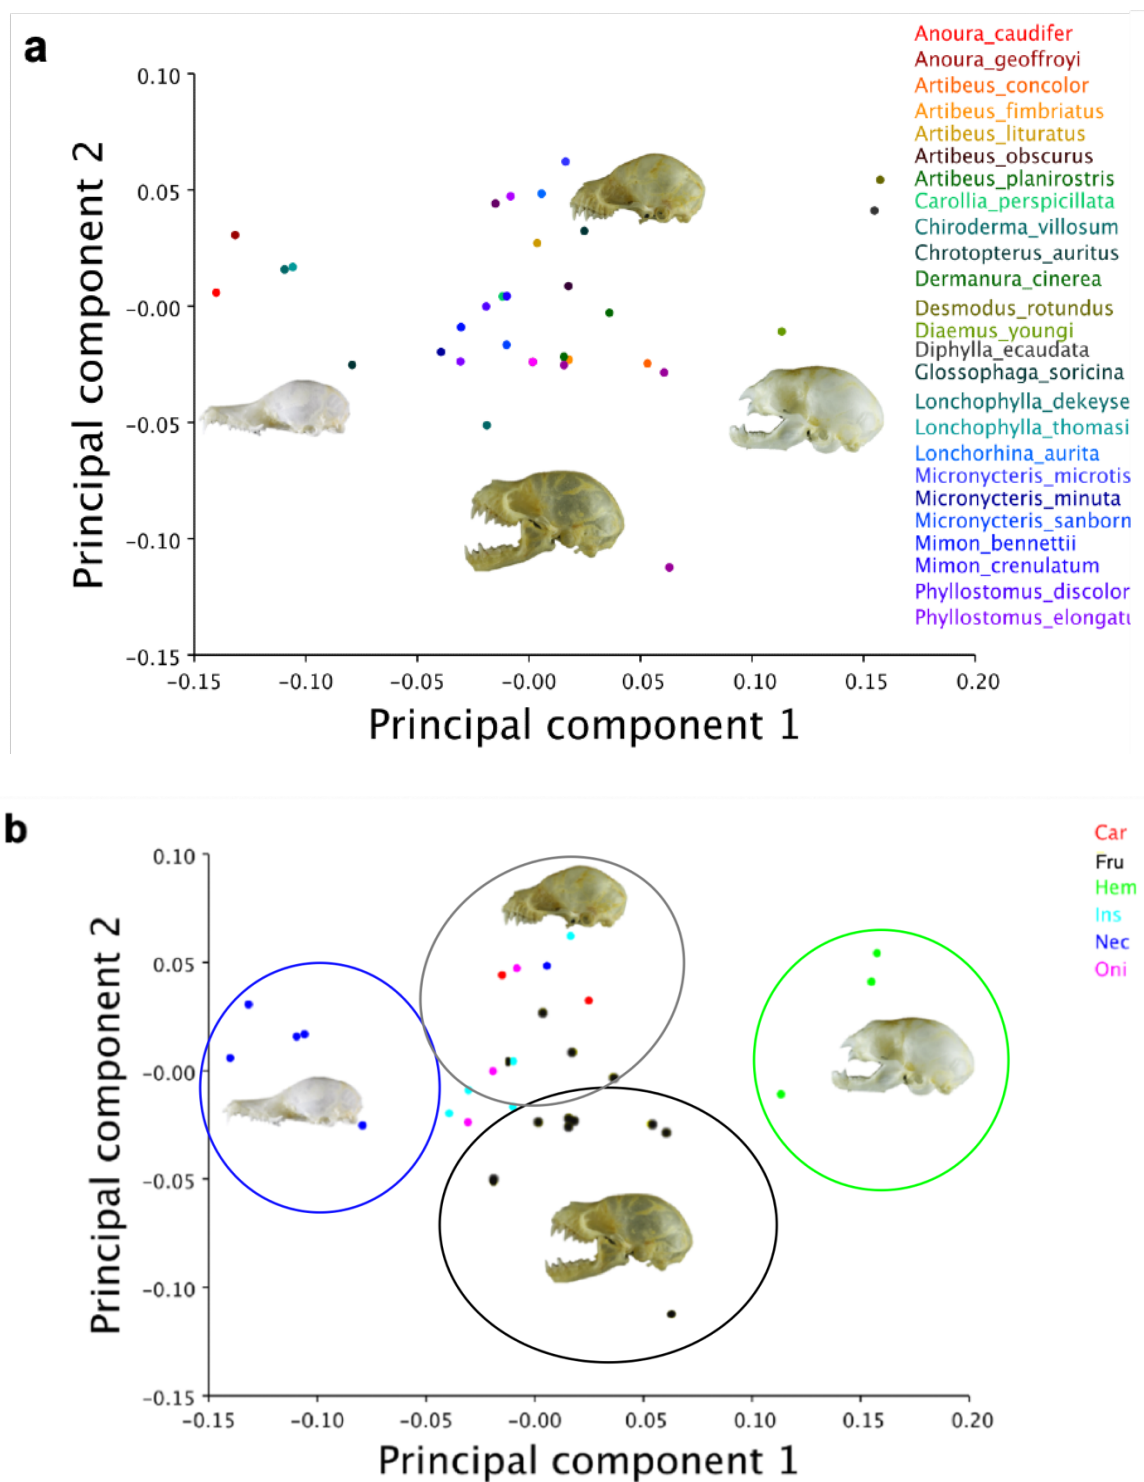 a
Anoura_caudifer
Anoura_geoffroyi
Artibeus_concolor
Artibeus_fimbriatus
Artibeus_lituratus
Artibeus_obscurus
Artibeus_planirostris
Carollia_perspicillata
Chiroderma_villosum
Chrotopterus_auritus
Dermanura_cinerea
Desmodus_rotundus
Diaemus_youngi
Diphylla_ecaudata
Glossophaga_soricina
Lonchophylla_dekeyse
Lonchophylla_thomasi
Lonchorhina_aurita
Micronycteris_microtis
Micronycteris_minuta
Micronycteris_sanborn
Mimon_bennettii
Mimon_crenulatum
Phyllostomus_discolor
Phyllostomus_elongatu
Principal component 2
0.10
0.05
-0.00
-0.05
-0.10
-0.15
-0.15 -0.10 -0.05 -0.00 0.05 0.10 0.15 0.20
Principal component 1
b
Car
Fru
Hem
Ins
Nec
Oni
Principal component 2
0.10
0.05
-0.00
-0.05
-0.10
-0.15
-0.15 -0.10 -0.05 -0.00 0.05 0.10 0.15 0.20
Principal component 1